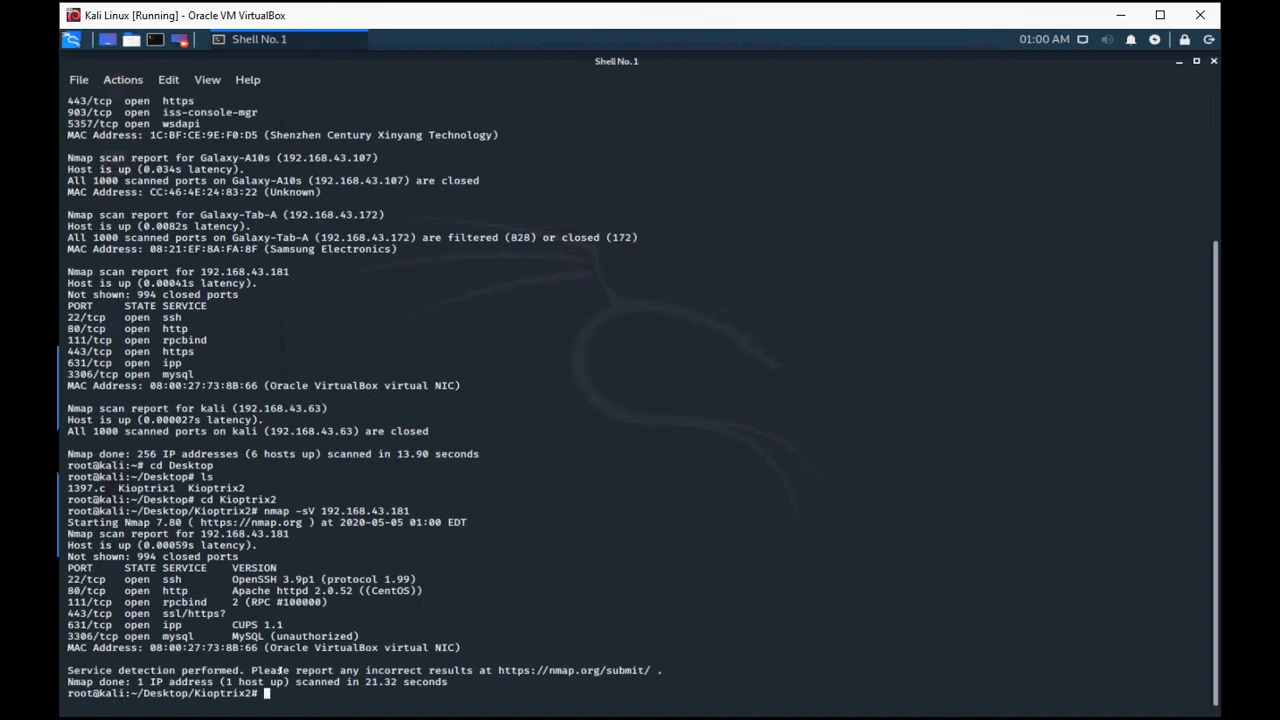 Kali Linux [Running] - Oracle VM VirtualBox
Shell No. 1
01:00 AM
Shell No.1
File Actions Edit View Help
443/tcp open https
903/tcp open iss-console-mgr
5357/tcp open wsdapi
MAC Address: 1C:BF:CE:9E:F0:D5 (Shenzhen Century Xinyang Technology)
Nmap scan report for Galaxy-A10s (192.168.43.107)
Host is up (0.034s latency).
All 1000 scanned ports on Galaxy-A10s (192.168.43.107) are closed
MAC Address: CC:46:4E:24:83:22 (Unknown)
Nmap scan report for Galaxy-Tab-A (192.168.43.172)
Host is up (0.0082s latency).
All 1000 scanned ports on Galaxy-Tab-A (192.168.43.172) are filtered (828) or closed (172)
MAC Address: 08:21:EF:8A:FA:8F (Samsung Electronics)
Nmap scan report for 192.168.43.181
Host is up (0.00041s latency).
Not shown: 994 closed ports
PORT STATE SERVICE
22/tcp open ssh
80/tcp open http
111/tcp open rpcbind
443/tcp open https
631/tcp open ipp
3306/tcp open mysql
MAC Address: 08:00:27:73:8B:66 (Oracle VirtualBox virtual NIC)
Nmap scan report for kali (192.168.43.63)
Host is up (0.000027s latency).
All 1000 scanned ports on kali (192.168.43.63) are closed
Nmap done: 256 IP addresses (6 hosts up) scanned in 13.90 seconds
root@kali:~# cd Desktop
root@kali:~/Desktop# ls
1397.c Kioptrix1 Kioptrix2
root@kali:~/Desktop# cd Kioptrix2
root@kali:~/Desktop/Kioptrix2# nmap -sV 192.168.43.181
Starting Nmap 7.80 ( https://nmap.org ) at 2020-05-05 01:00 EDT
Nmap scan report for 192.168.43.181
Host is up (0.00059s latency).
Not shown: 994 closed ports
PORT STATE SERVICE VERSION
22/tcp open ssh OpenSSH 3.9p1 (protocol 1.99)
80/tcp open http Apache httpd 2.0.52 ((CentOS))
111/tcp open rpcbind 2 (RPC #100000)
443/tcp open ssl/https?
631/tcp open ipp CUPS 1.1
3306/tcp open mysql MySQL (unauthorized)
MAC Address: 08:00:27:73:8B:66 (Oracle VirtualBox virtual NIC)
Service detection performed. Please report any incorrect results at https://nmap.org/submit/ .
Nmap done: 1 IP address (1 host up) scanned in 21.32 seconds
root@kali:~/Desktop/Kioptrix2#